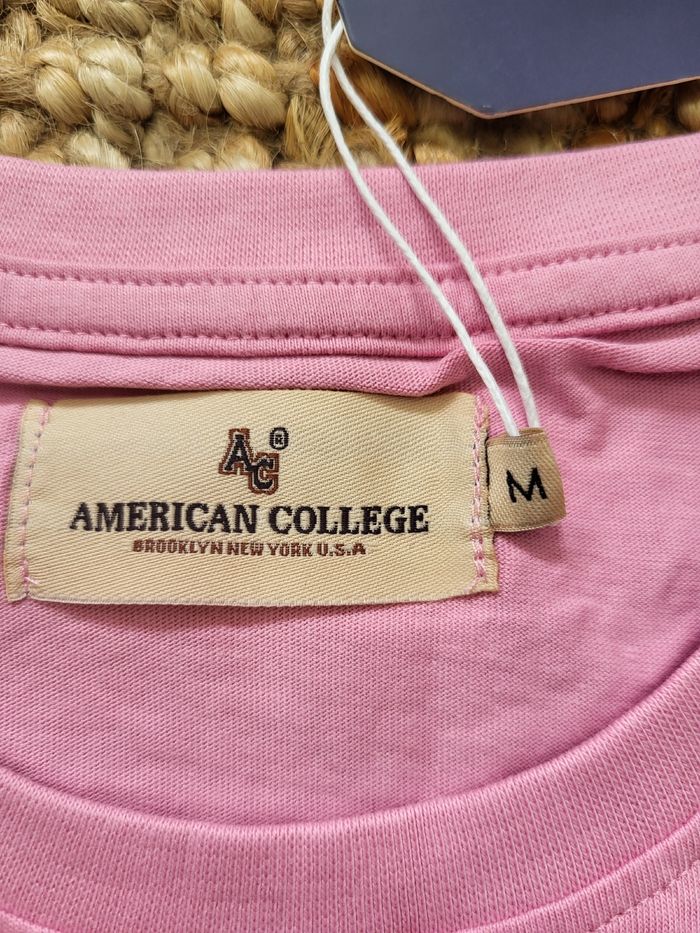 AC®
AMERICAN COLLEGE
BROOKLYN NEW YORK U.S.A
M